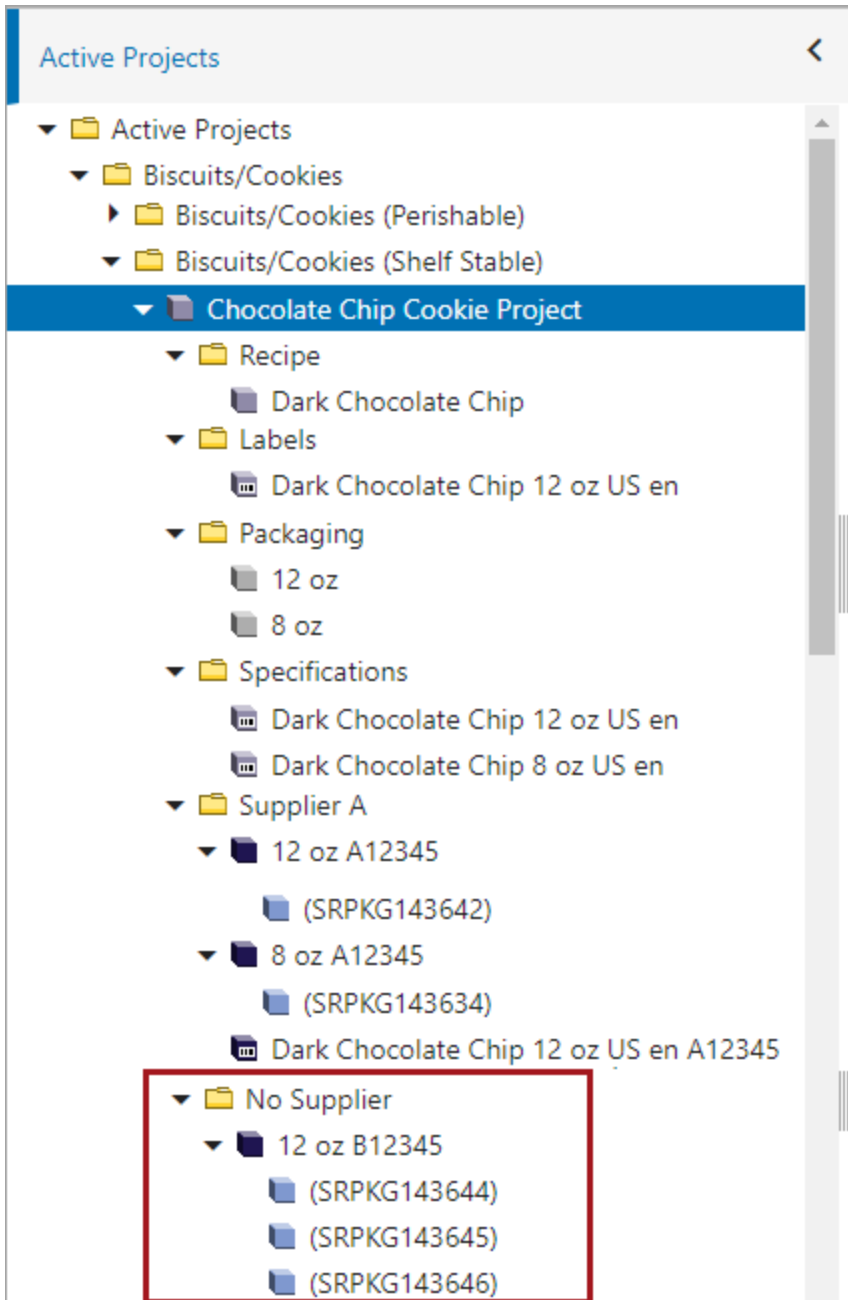 Active Projects
Active Projects
Biscuits/Cookies
Biscuits/Cookies (Perishable)
Biscuits/Cookies (Shelf Stable)
Chocolate Chip Cookie Project
Recipe
Dark Chocolate Chip
Labels
Dark Chocolate Chip 12 oz US en
Packaging
12 oz
8 oz
Specifications
Dark Chocolate Chip 12 oz US en
Dark Chocolate Chip 8 oz US en
Supplier A
12 oz A12345
(SRPKG143642)
8 oz A12345
(SRPKG143634)
Dark Chocolate Chip 12 oz US en A12345
No Supplier
12 oz B12345
(SRPKG143644)
(SRPKG143645)
(SRPKG143646)